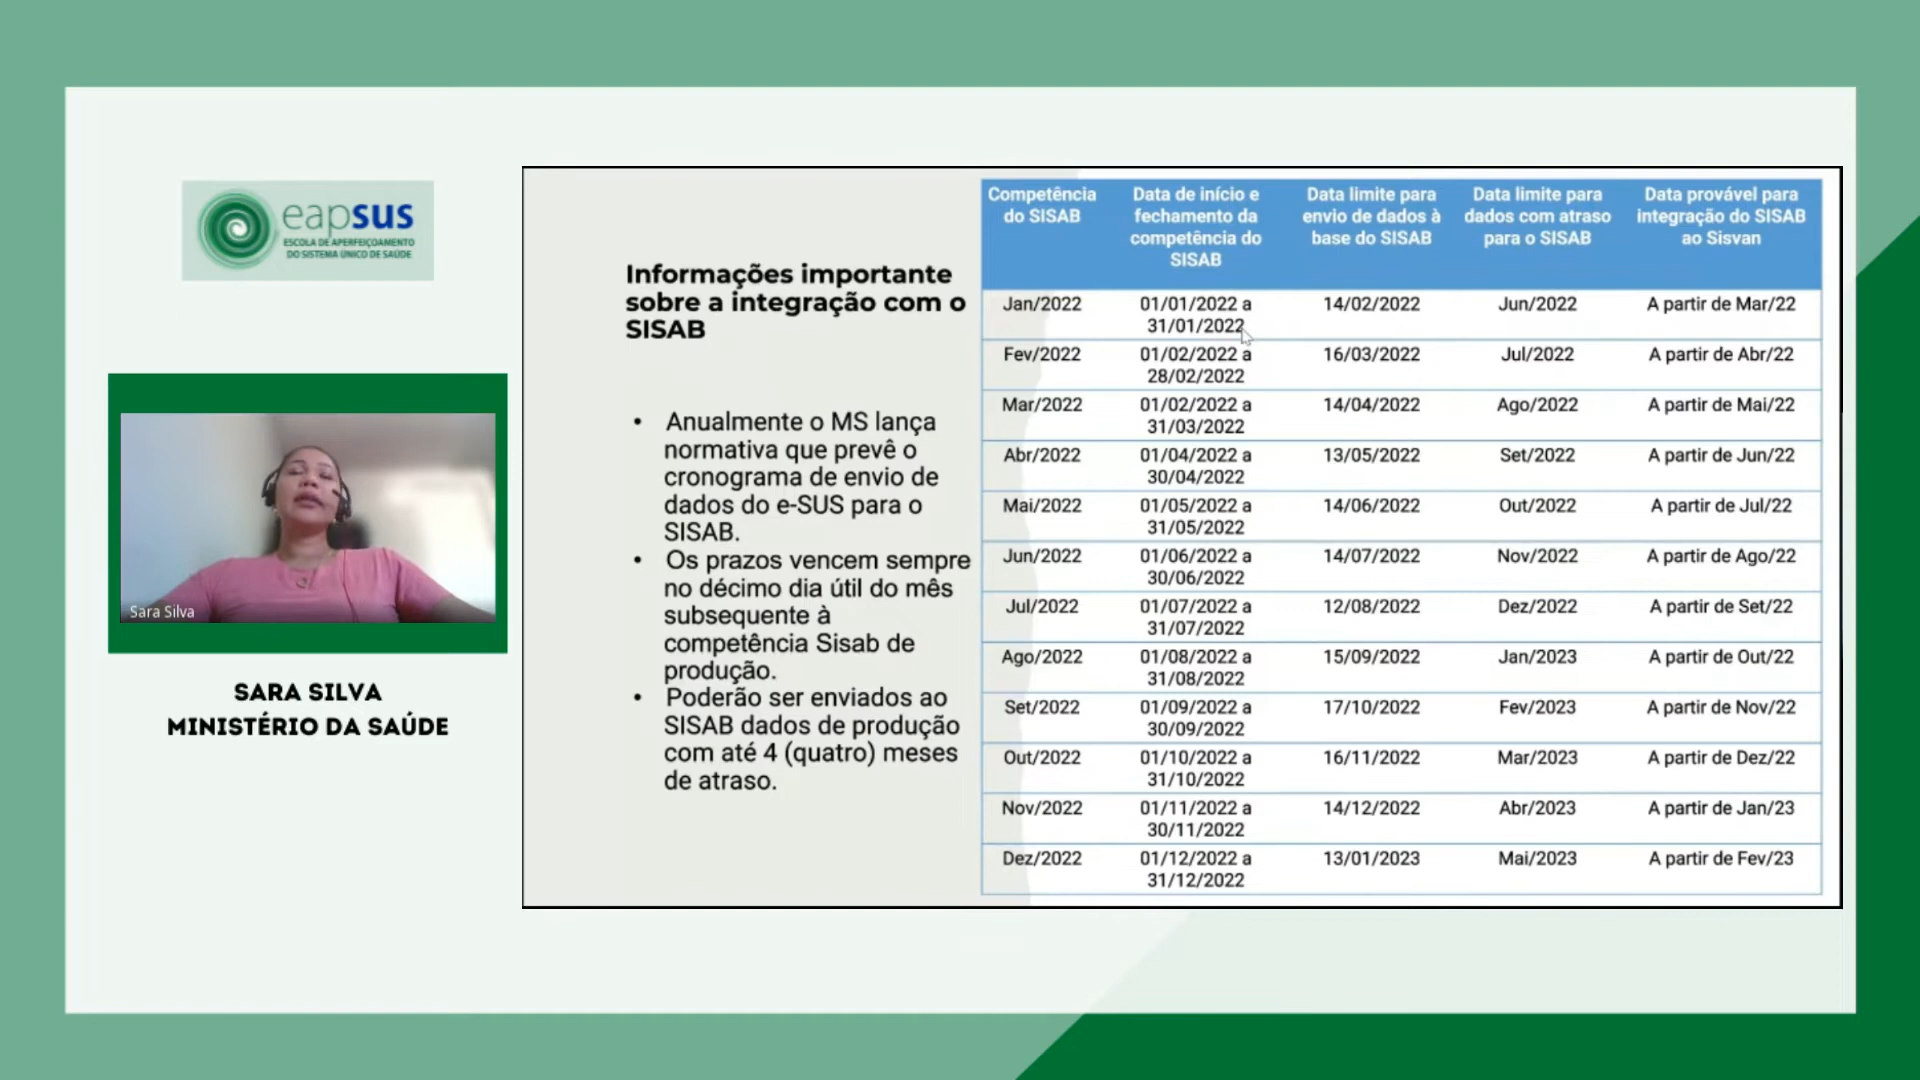 eapsus
ESCOLA DE APERFEIÇOAMENTO
DO SISTEMA ÚNICO DE SAÚDE
Sara Silva
SARA SILVA
MINISTÉRIO DA SAÚDE
Informações importante
sobre a integração com o
SISAB
• Anualmente o MS lança
normativa que prevê o
cronograma de envio de
dados do e-SUS para o
SISAB.
• Os prazos vencem sempre
no décimo dia útil do mês
subsequente à
competência Sisab de
produção.
• Poderão ser enviados ao
SISAB dados de produção
com até 4 (quatro) meses
de atraso.
Competência
do SISAB
Data de início e
fechamento da
competência do
SISAB
Data limite para
envio de dados à
base do SISAB
Data limite para
dados com atraso
para o SISAB
Data provável para
integração do SISAB
ao Sisvan
Jan/2022 01/01/2022 a 14/02/2022 Jun/2022 A partir de Mar/22
31/01/2022
Fev/2022 01/02/2022 a 16/03/2022 Jul/2022 A partir de Abr/22
28/02/2022
Mar/2022 01/02/2022 a 14/04/2022 Ago/2022 A partir de Mai/22
31/03/2022
Abr/2022 01/04/2022 a 13/05/2022 Set/2022 A partir de Jun/22
30/04/2022
Mai/2022 01/05/2022 a 14/06/2022 Out/2022 A partir de Jul/22
31/05/2022
Jun/2022 01/06/2022 a 14/07/2022 Nov/2022 A partir de Ago/22
30/06/2022
Jul/2022 01/07/2022 a 12/08/2022 Dez/2022 A partir de Set/22
31/07/2022
Ago/2022 01/08/2022 a 15/09/2022 Jan/2023 A partir de Out/22
31/08/2022
Set/2022 01/09/2022 a 17/10/2022 Fev/2023 A partir de Nov/22
30/09/2022
Out/2022 01/10/2022 a 16/11/2022 Mar/2023 A partir de Dez/22
31/10/2022
Nov/2022 01/11/2022 a 14/12/2022 Abr/2023 A partir de Jan/23
30/11/2022
Dez/2022 01/12/2022 a 13/01/2023 Mai/2023 A partir de Fev/23
31/12/2022